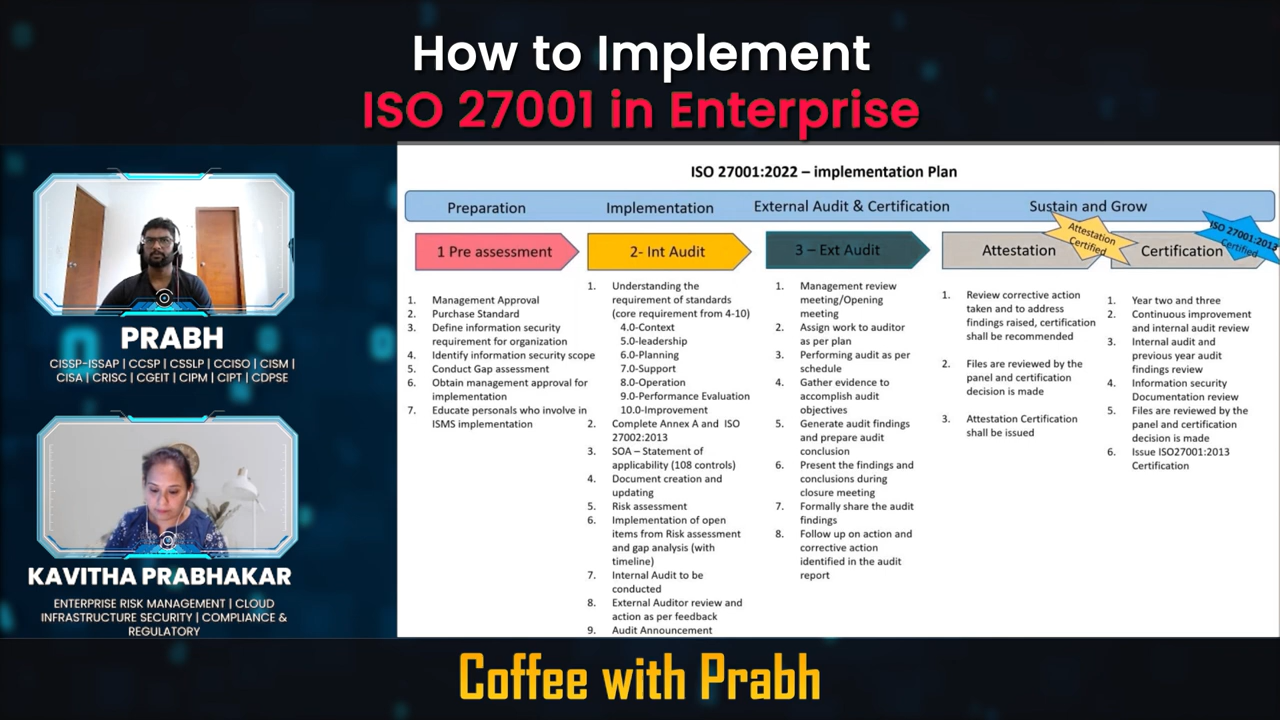 How to Implement
ISO 27001 in Enterprise
PRABH
CISSP-ISSAP | CCSP | CSSLP | CCISO | CISM |
CISA | CRISC | CGEIT | CIPM | CIPT | CDPSE
KAVITHA PRABHAKAR
ENTERPRISE RISK MANAGEMENT | CLOUD
INFRASTRUCTURE SECURITY | COMPLIANCE &
REGULATORY
ISO 27001:2022 – implementation Plan
Preparation
Implementation
External Audit & Certification
Sustain and Grow
1 Pre assessment
1. Management Approval
2. Purchase Standard
3. Define information security
requirement for organization
4. Identify information security scope
5. Conduct Gap assessment
6. Obtain management approval for
implementation
7. Educate personals who involve in
ISMS implementation
2- Int Audit
1. Understanding the
requirement of standards
(core requirement from 4-10)
4.0-Context
5.0-leadership
6.0-Planning
7.0-Support
8.0-Operation
9.0-Performance Evaluation
10.0-Improvement
2. Complete Annex A and ISO
27002:2013
3. SOA – Statement of
applicability (108 controls)
4. Document creation and
updating
5. Risk assessment
6. Implementation of open
items from Risk assessment
and gap analysis (with
timeline)
7. Internal Audit to be
conducted
8. External Auditor review and
action as per feedback
9. Audit Announcement
3 – Ext Audit
1. Management review
meeting/Opening
meeting
2. Assign work to auditor
as per plan
3. Performing audit as per
schedule
4. Gather evidence to
accomplish audit
objectives
5. Generate audit findings
and prepare audit
conclusion
6. Present the findings and
conclusions during
closure meeting
7. Formally share the audit
findings
8. Follow up on action and
corrective action
identified in the audit
report
Attestation
Attestation
Certified
1. Review corrective action
taken and to address
findings raised, certification
shall be recommended
2. Files are reviewed by the
panel and certification
decision is made
3. Attestation Certification
shall be issued
Certification
ISO 27001:2013
Certified
1. Year two and three
2. Continuous improvement
and internal audit review
3. Internal audit and
previous year audit
findings review
4. Information security
Documentation review
5. Files are reviewed by the
panel and certification
decision is made
6. Issue ISO27001:2013
Certification
Coffee with Prabh